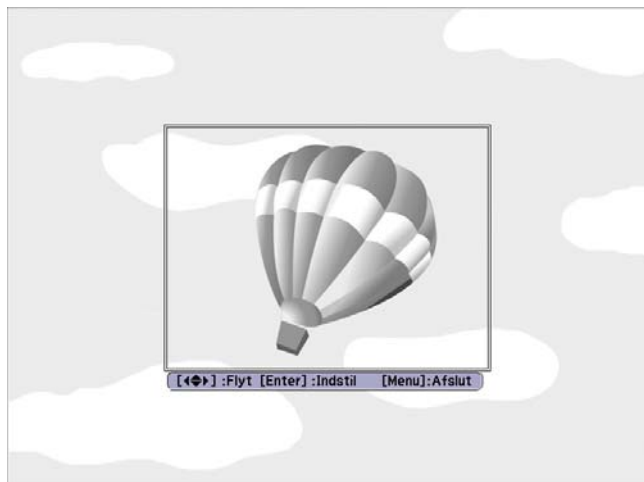 [◀◆▶] :Flyt [Enter] :Indstil [Menu]:Afslut